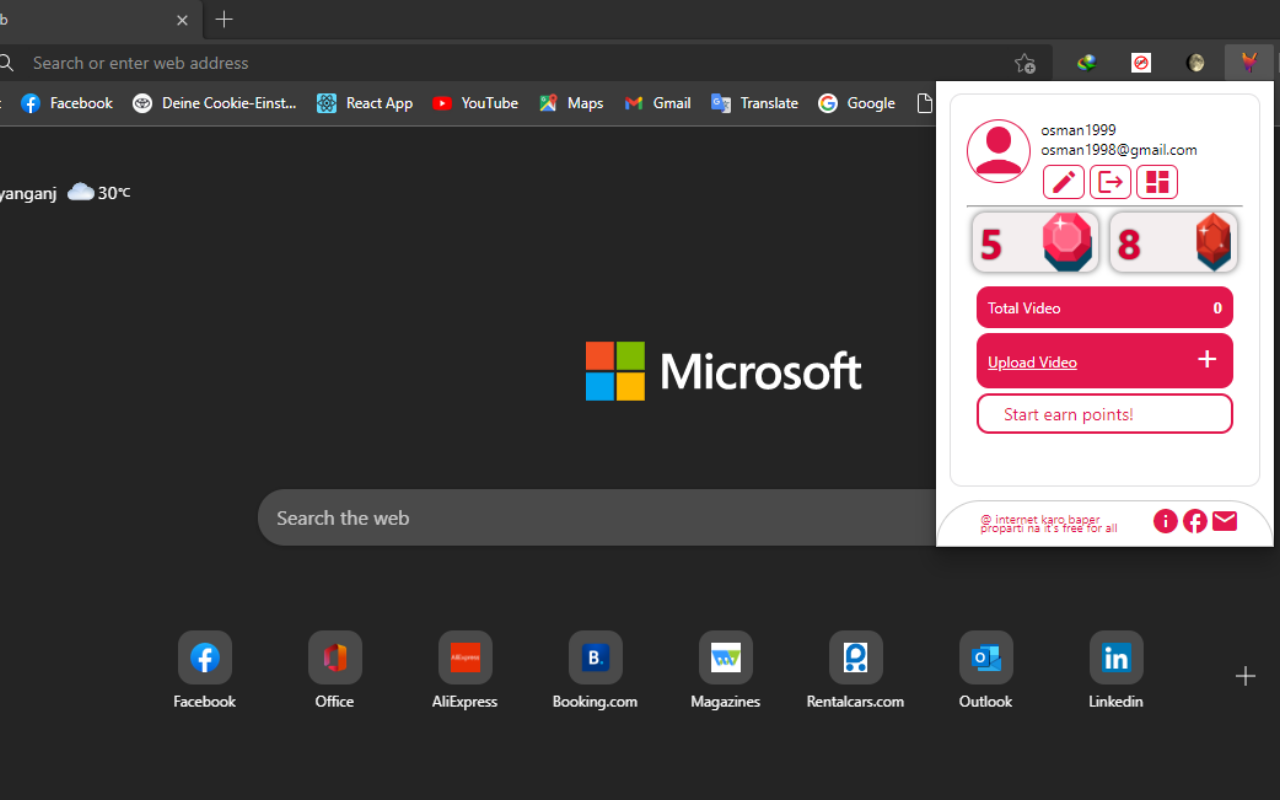 b
Search or enter web address
Facebook Deine Cookie-Einst... React App YouTube Maps Gmail Translate Google
yanganj 30°C
osman1999
osman1998@gmail.com
5 8
Total Video 0
Upload Video
Start earn points!
@ internet karo baper
proparti na it's free for all
Microsoft
Search the web
AliExpress
B.
Facebook Office AliExpress Booking.com Magazines Rentalcars.com Outlook Linkedin